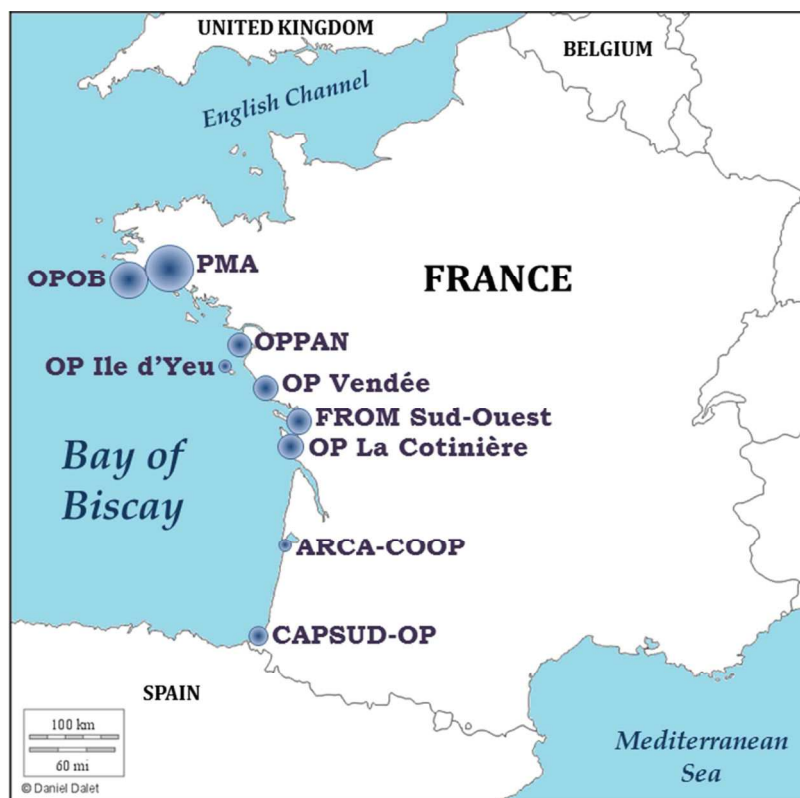 UNITED KINGDOM
BELGIUM
English Channel
PMA
FRANCE
OPOB
OPPAN
OP Ile d'Yeu
OP Vendée
FROM Sud-Ouest
OP La Cotinière
Bay of
Biscay
ARCA-COOP
CAPSUD-OP
SPAIN
100 km
60 mi
Mediterranean
Sea
© Daniel Dalet